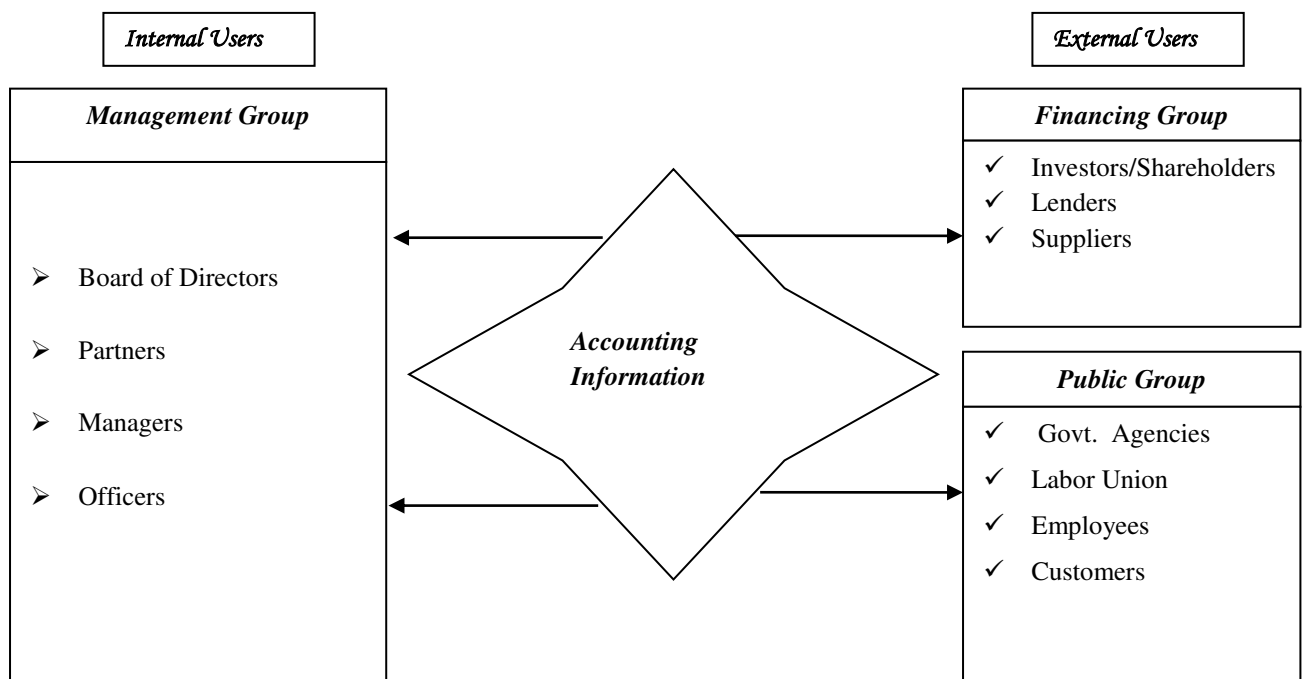 Internal Users
Management Group
Board of Directors
Partners
Managers
Officers
Accounting
Information
External Users
Financing Group
Investors/Shareholders
Lenders
Suppliers
Public Group
Govt. Agencies
Labor Union
Employees
Customers